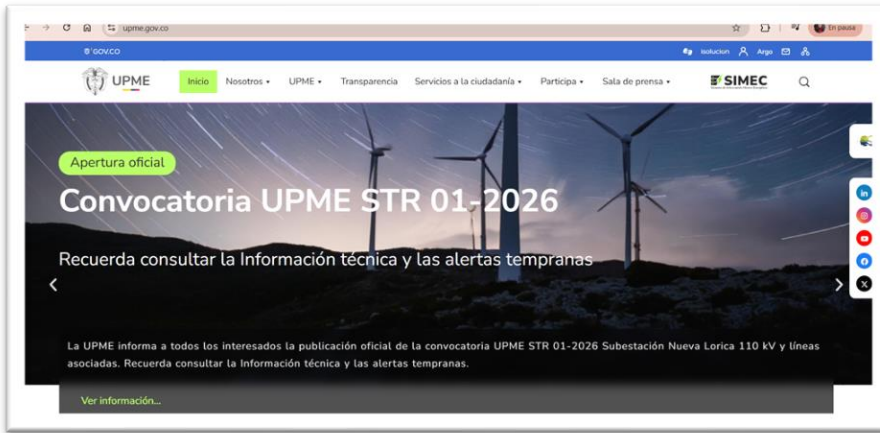 upme.gov.co
En pausa
GOV.CO
Isolucion Argo
UPME
Inicio Nosotros UPME Transparencia Servicios a la ciudadanía Participa Sala de prensa
SIMEC
Apertura oficial
Convocatoria UPME STR 01-2026
Recuerda consultar la Información técnica y las alertas tempranas
La UPME informa a todos los interesados la publicación oficial de la convocatoria UPME STR 01-2026 Subestación Nueva Lorica 110 kV y líneas
asociadas. Recuerda consultar la Información técnica y las alertas tempranas.
Ver información...